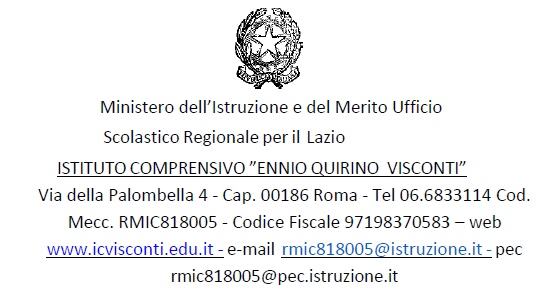 Ministero dell’Istruzione e del Merito Ufficio
Scolastico Regionale per il Lazio
ISTITUTO COMPRENSIVO ”ENNIO QUIRINO VISCONTI”
Via della Palombella 4 - Cap. 00186 Roma - Tel 06.6833114 Cod.
Mecc. RMIC818005 - Codice Fiscale 97198370583 – web
www.icvisconti.edu.it - e-mail rmic818005@istruzione.it - pec
rmic818005@pec.istruzione.it